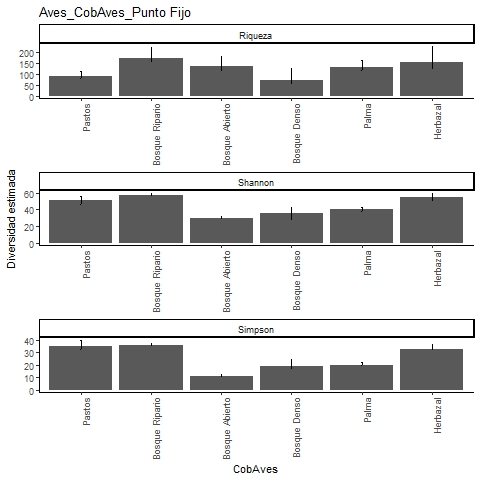 Aves_CobAves_Punto Fijo
Riqueza
200
150
100
50
0
Pastos
Bosque Ripario
Bosque Abierto
Bosque Denso
Palma
Herbazal
Diversidad estimada
Shannon
60
40
20
0
Pastos
Bosque Ripario
Bosque Abierto
Bosque Denso
Palma
Herbazal
Simpson
40
30
20
10
0
Pastos
Bosque Ripario
Bosque Abierto
Bosque Denso
Palma
Herbazal
CobAves